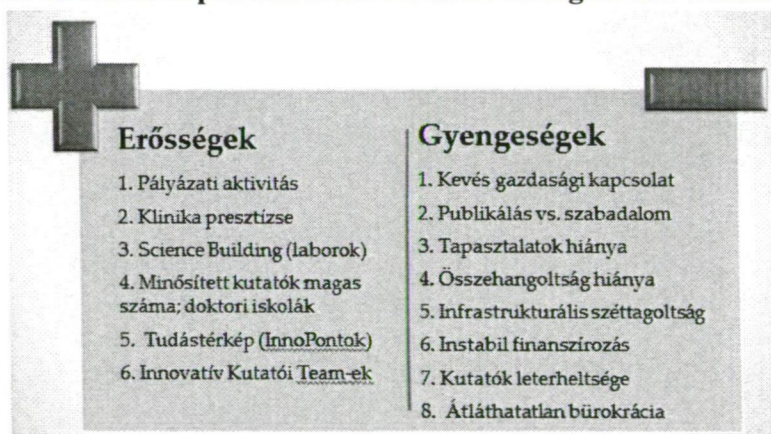 Erősségek
1. Pályázati aktivitás
2. Klinika presztízse
3. Science Building (laborok)
4. Minősített kutatók magas
száma; doktori iskolák
5. Tudástérkép (InnoPontok)
6. Innovatív Kutatói Team-ek
Gyengeségek
1. Kevés gazdasági kapcsolat
2. Publikálás vs. szabadalom
3. Tapasztalatok hiánya
4. Összehangoltság hiánya
5. Infrastrukturális széttagoltság
6. Instabil finanszírozás
7. Kutatók leterheltsége
8. Átláthatatlan bürokrácia